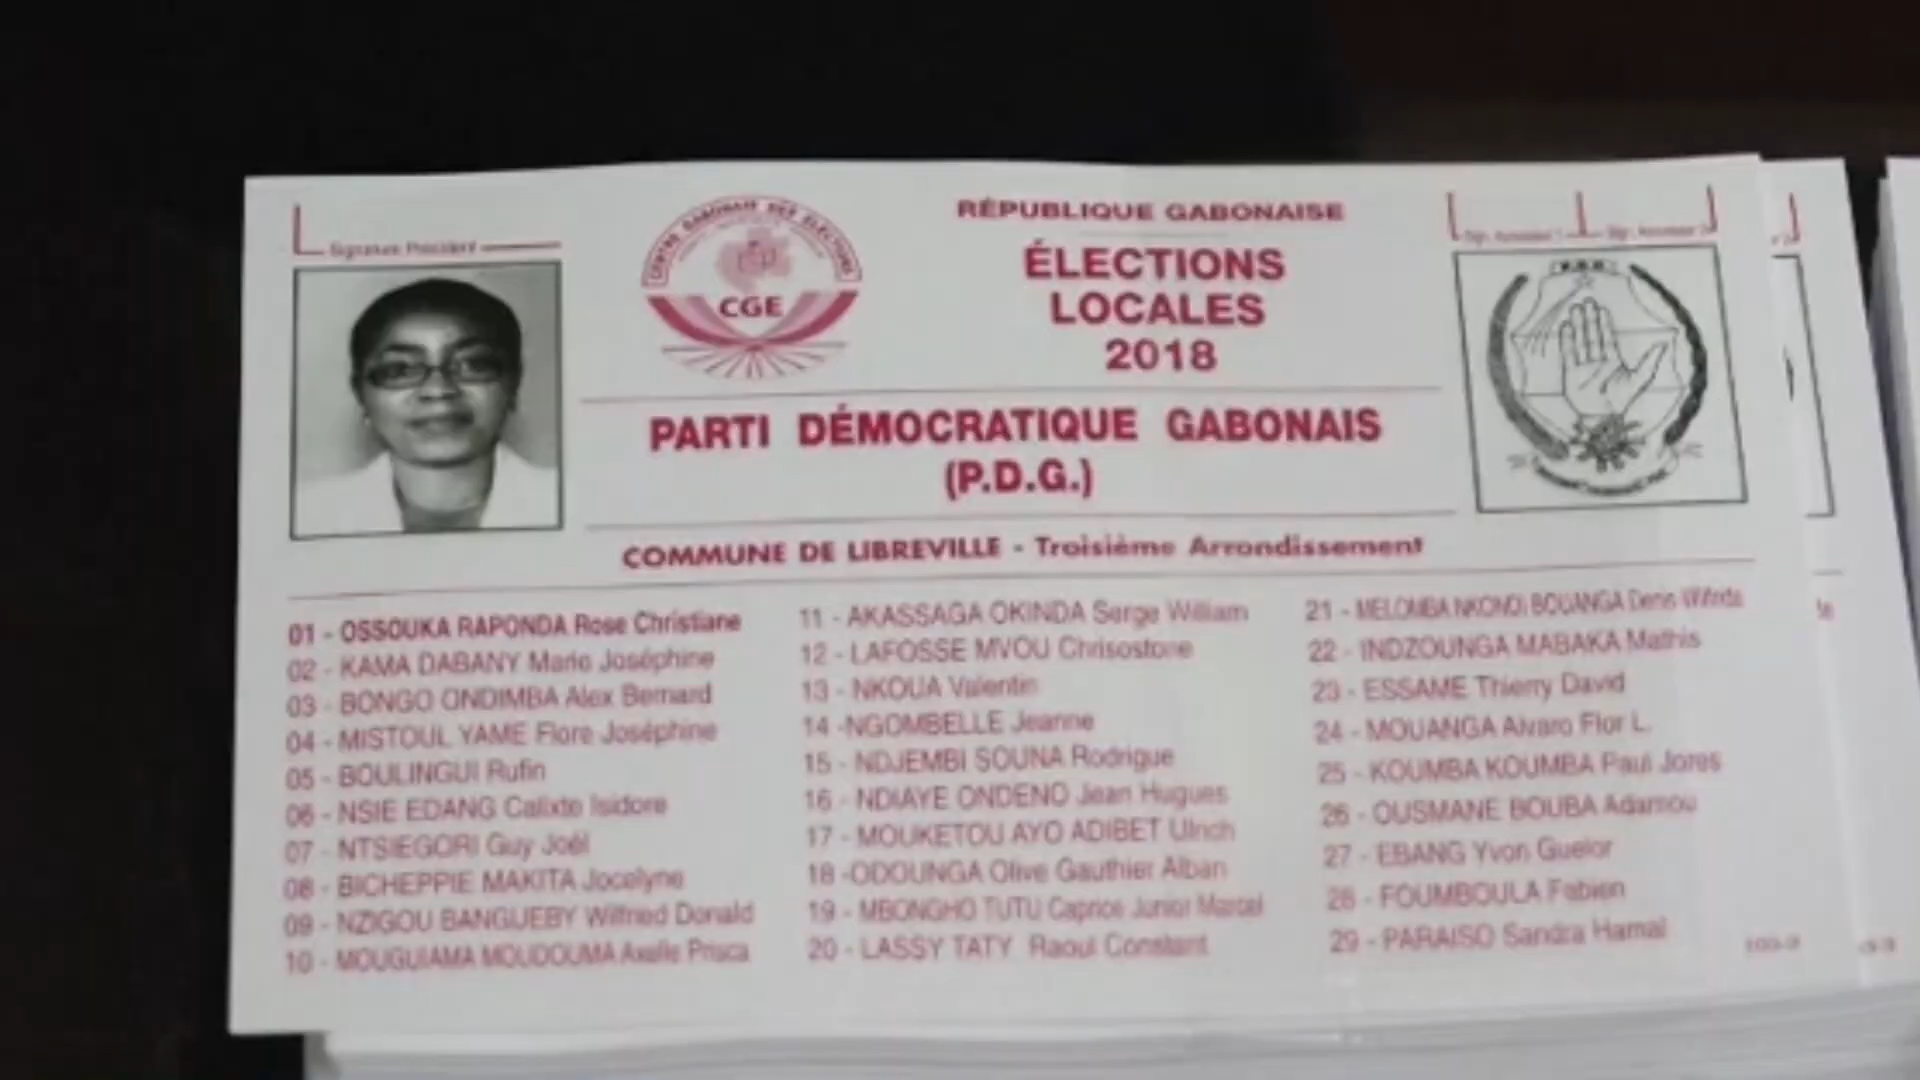 Signature Président
CENTRE GABONAIS DES ELECTIONS
CGE
RÉPUBLIQUE GABONAISE
ÉLECTIONS
LOCALES
2018
PARTI DÉMOCRATIQUE GABONAIS
(P.D.G.)
COMMUNE DE LIBREVILLE - Troisième Arrondissement
01 - OSSOUKA RAPONDA Rose Christiane
02 - KAMA DABANY Marie Joséphine
03 - BONGO ONDIMBA Alex Bernard
04 - MISTOUL YAME Flore Joséphine
05 - BOULINGUI Rufin
06 - NSIE EDANG Calixte Isidore
07 - NTSIEGORI Guy Joël
08 - BICHEPPIE MAKITA Jocelyne
09 - NZIGOU BANGUEBY Wilfried Donald
10 - MOUGUIAMA MOUDOUMA Axelle Prisca
11 - AKASSAGA OKINDA Serge William
12 - LAFOSSE MVOU Chrisostone
13 - NKOUA Valentin
14 -NGOMBELLE Jeanne
15 - NDJEMBI SOUNA Rodrigue
16 - NDIAYE ONDENO Jean Hugues
17 - MOUKETOU AYO ADIBET Ulrich
18 -ODOUNGA Olive Gauthier Alban
19 - MBONGHO TUTU Caprice Junior Marcel
20 - LASSY TATY Raoul Constant
21 - MELOMBA NKONDI BOUANGA Denis
22 - INDZOUNGA MABAKA Mathis
23 - ESSAME Thierry David
24 - MOUANGA Alvaro Flor L.
25 - KOUMBA KOUMBA Paul Jores
26 - OUSMANE BOUBA Adamou
27 - EBANG Yvon Guelor
28 - FOUMBOULA Fabien
29 - PARAISO Sandra Hamal